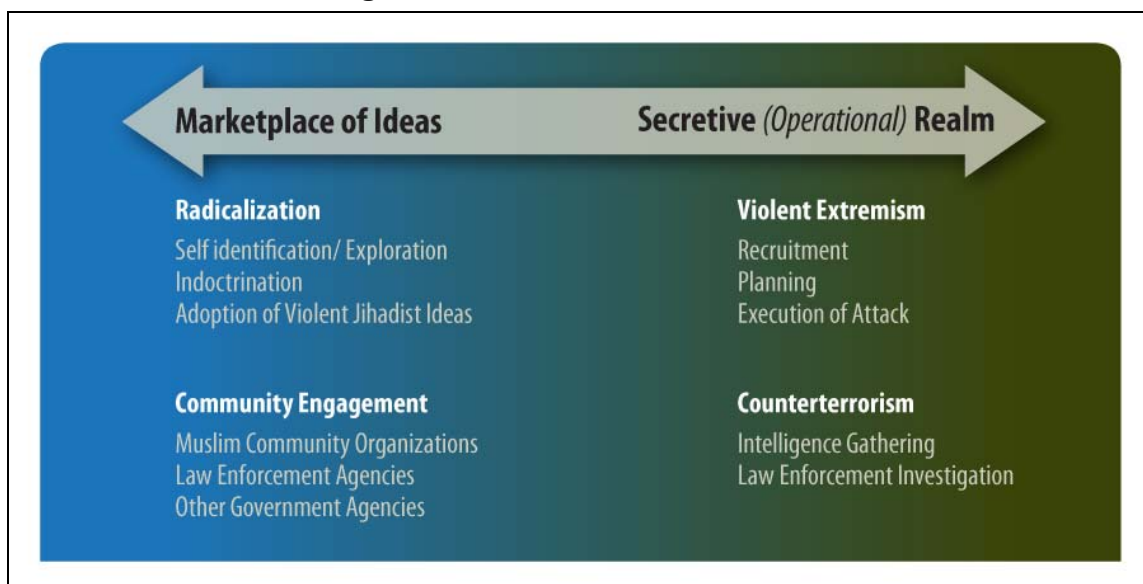 Marketplace of Ideas
Secretive (Operational) Realm
Radicalization
Self identification/ Exploration
Indoctrination
Adoption of Violent Jihadist Ideas
Violent Extremism
Recruitment
Planning
Execution of Attack
Community Engagement
Muslim Community Organizations
Law Enforcement Agencies
Other Government Agencies
Counterterrorism
Intelligence Gathering
Law Enforcement Investigation